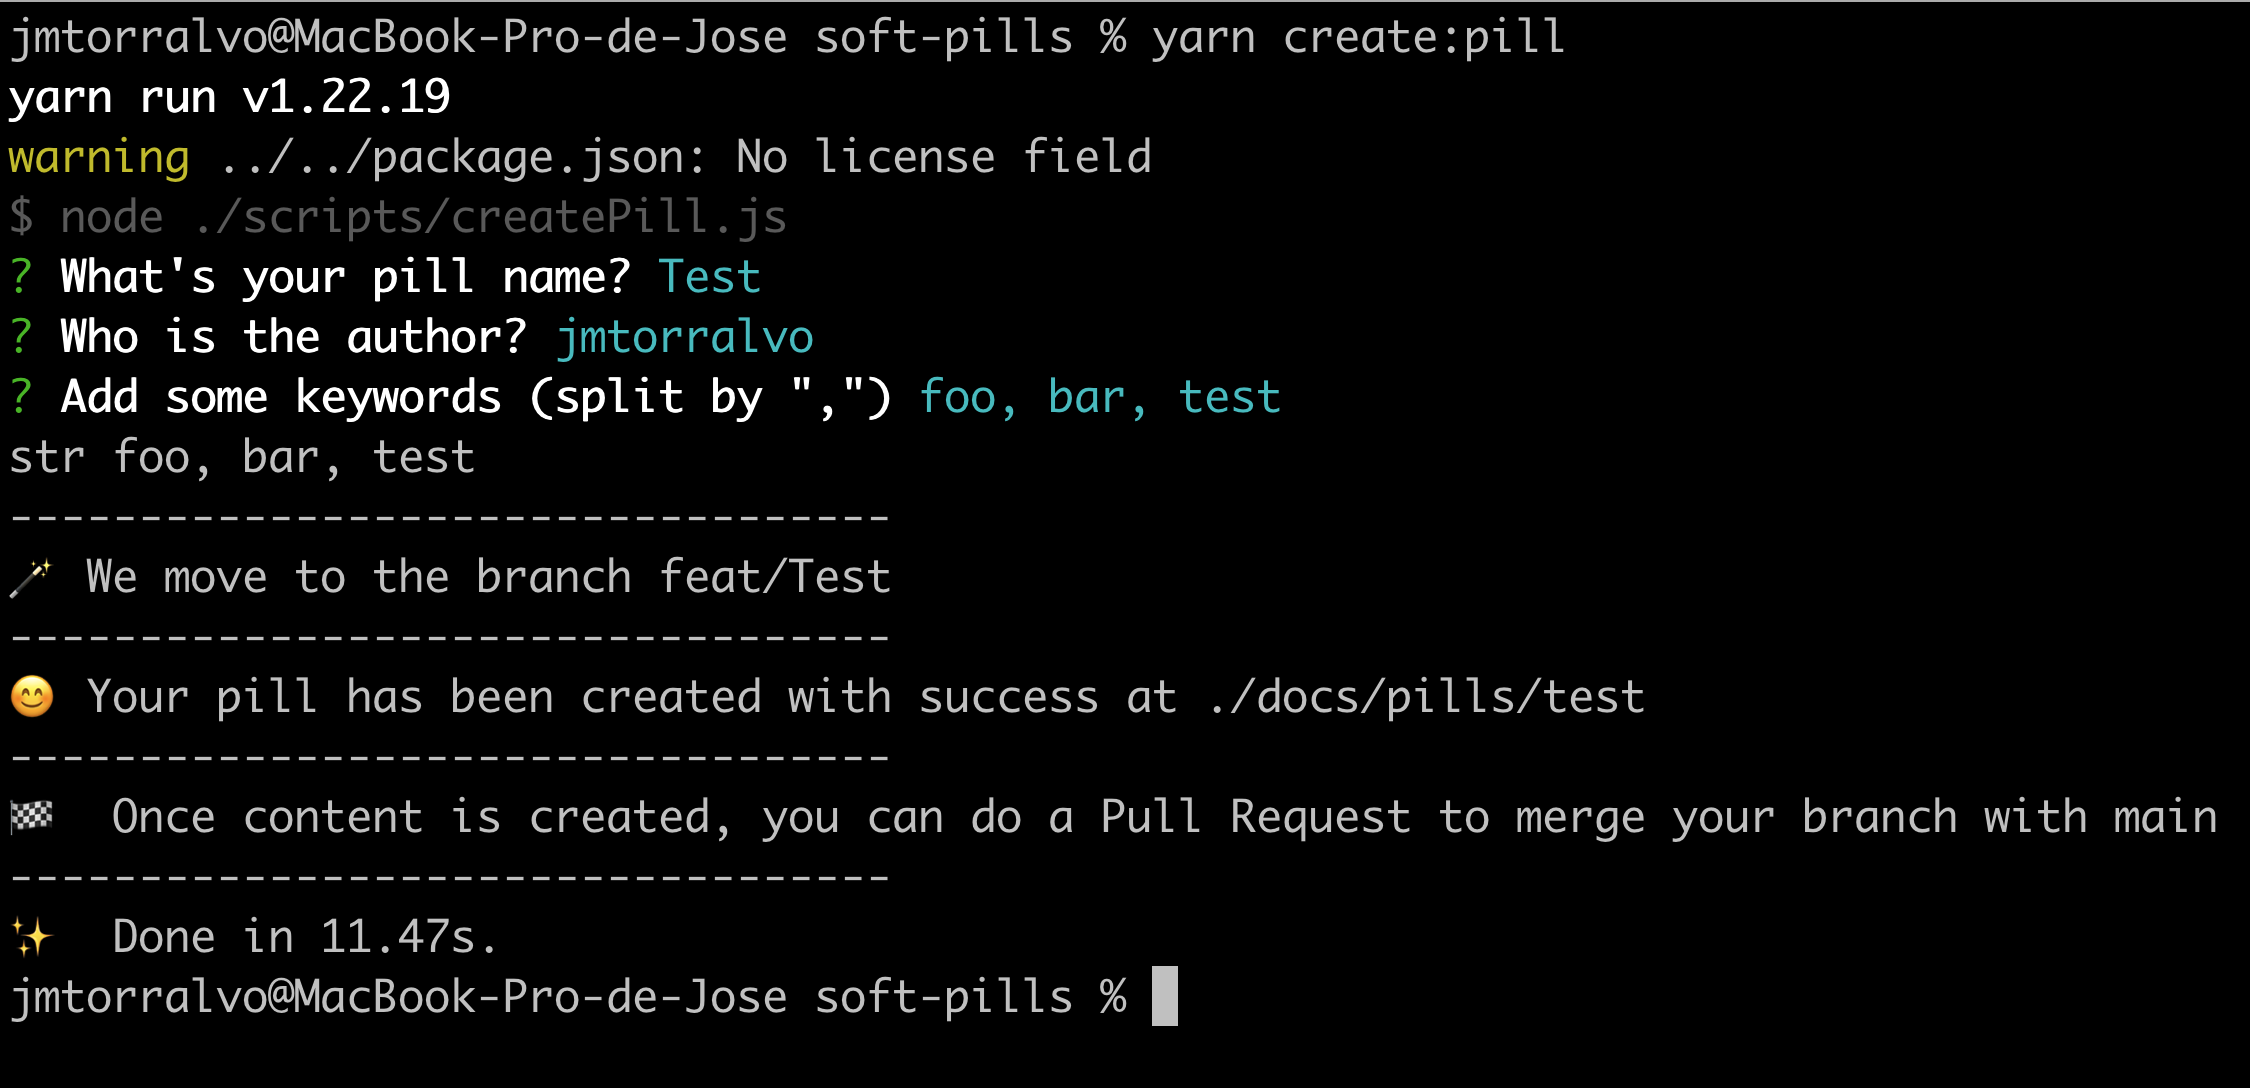 jmtorralvo@MacBook-Pro-de-Jose soft-pills % yarn create:pill
yarn run v1.22.19
warning ../../package.json: No license field
$ node ./scripts/createPill.js
? What's your pill name? Test
? Who is the author? jmtorralvo
? Add some keywords (split by ",") foo, bar, test
str foo, bar, test
----------------------------------
🪄 We move to the branch feat/Test
----------------------------------
😊 Your pill has been created with success at ./docs/pills/test
----------------------------------
🏁  Once content is created, you can do a Pull Request to merge your branch with main
----------------------------------
✨  Done in 11.47s.
jmtorralvo@MacBook-Pro-de-Jose soft-pills %